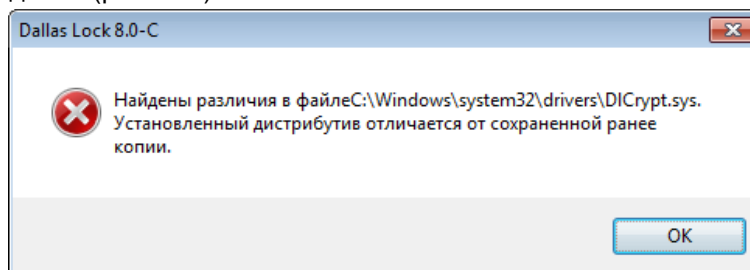 Dallas Lock 8.0-C
Найдены различия в файлеC:\Windows\system32\drivers\DlCrypt.sys.
Установленный дистрибутив отличается от сохраненной ранее
копии.
OK